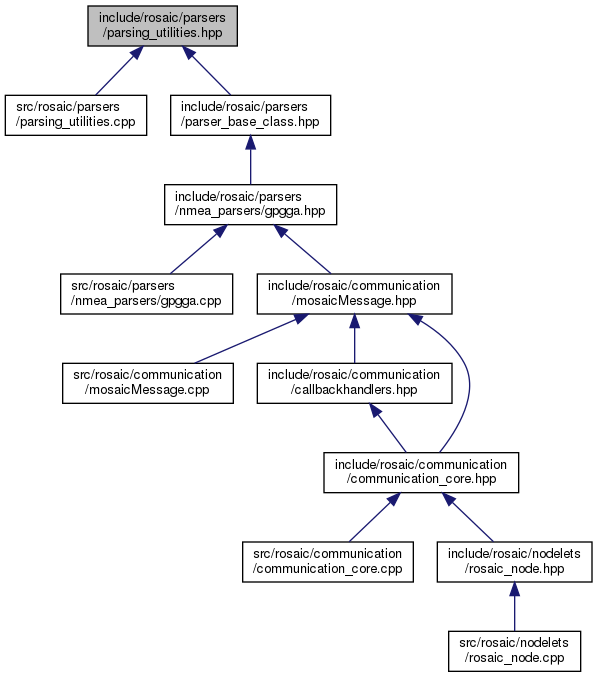 include/rosaic/parsers
/parsing_utilities.hpp
src/rosaic/parsers
/parsing_utilities.cpp
include/rosaic/parsers
/parser_base_class.hpp
include/rosaic/parsers
/nmea_parsers/gpgga.hpp
src/rosaic/parsers
/nmea_parsers/gpgga.cpp
include/rosaic/communication
/mosaicMessage.hpp
src/rosaic/communication
/mosaicMessage.cpp
include/rosaic/communication
/callbackhandlers.hpp
include/rosaic/communication
/communication_core.hpp
src/rosaic/communication
/communication_core.cpp
include/rosaic/nodelets
/rosaic_node.hpp
src/rosaic/nodelets
/rosaic_node.cpp